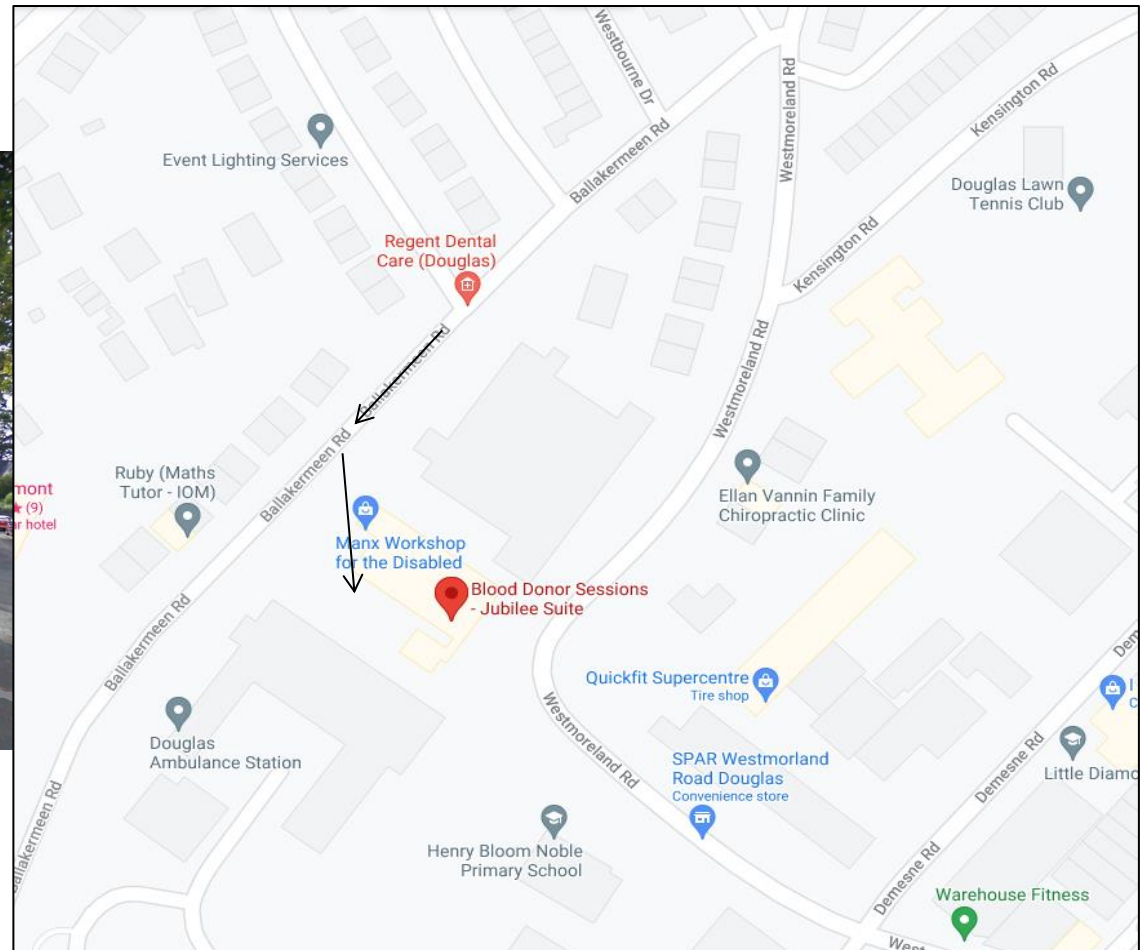 Westbourne Dr
Westmoreland Rd
Kensington Rd
Ballakermeen Rd
Event Lighting Services
Douglas Lawn
Tennis Club
Kensington Rd
Regent Dental
Care (Douglas)
Ballakermeen Rd
Westmoreland Rd
Ballakermeen Rd
Ruby (Maths
Tutor - IOM)
mont
(9)
hotel
Ellan Vannin Family
Chiropractic Clinic
Manx Workshop
for the Disabled
Blood Donor Sessions
- Jubilee Suite
Ballakermeen Rd
Quickfit Supercentre
Tire shop
Westmoreland Rd
Douglas
Ambulance Station
SPAR Westmorland
Road Douglas
Convenience store
Demesne Rd
Little Diamo
Ballakermeen Rd
Henry Bloom Noble
Primary School
Demesne Rd
Warehouse Fitness
West